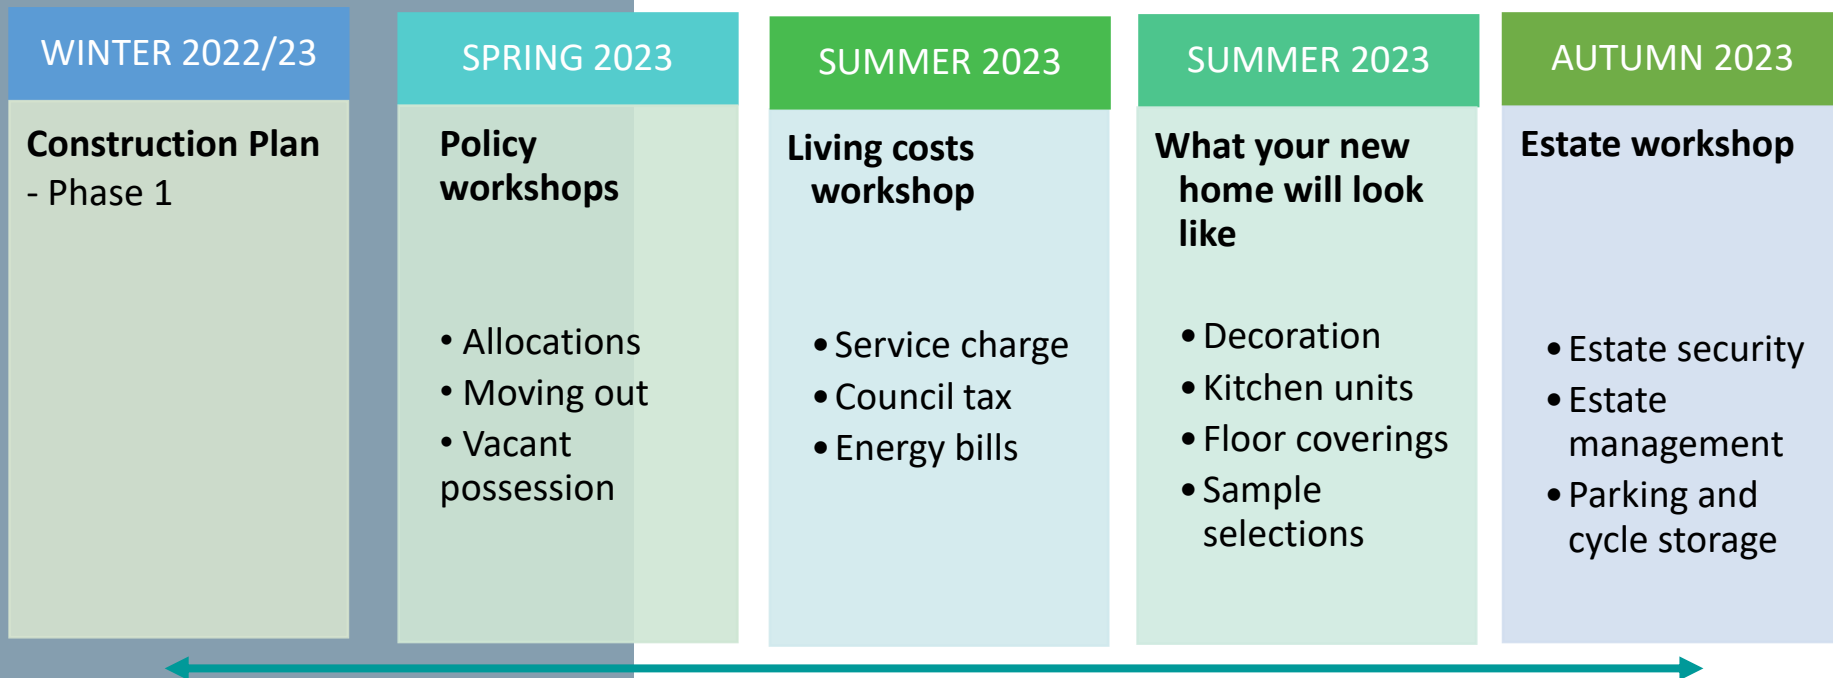 WINTER 2022/23
Construction Plan
- Phase 1
SPRING 2023
Policy
workshops
• Allocations
• Moving out
• Vacant
possession
SUMMER 2023
Living costs
workshop
• Service charge
• Council tax
• Energy bills
SUMMER 2023
What your new
home will look
like
• Decoration
• Kitchen units
• Floor coverings
• Sample
selections
AUTUMN 2023
Estate workshop
• Estate security
• Estate
management
• Parking and
cycle storage